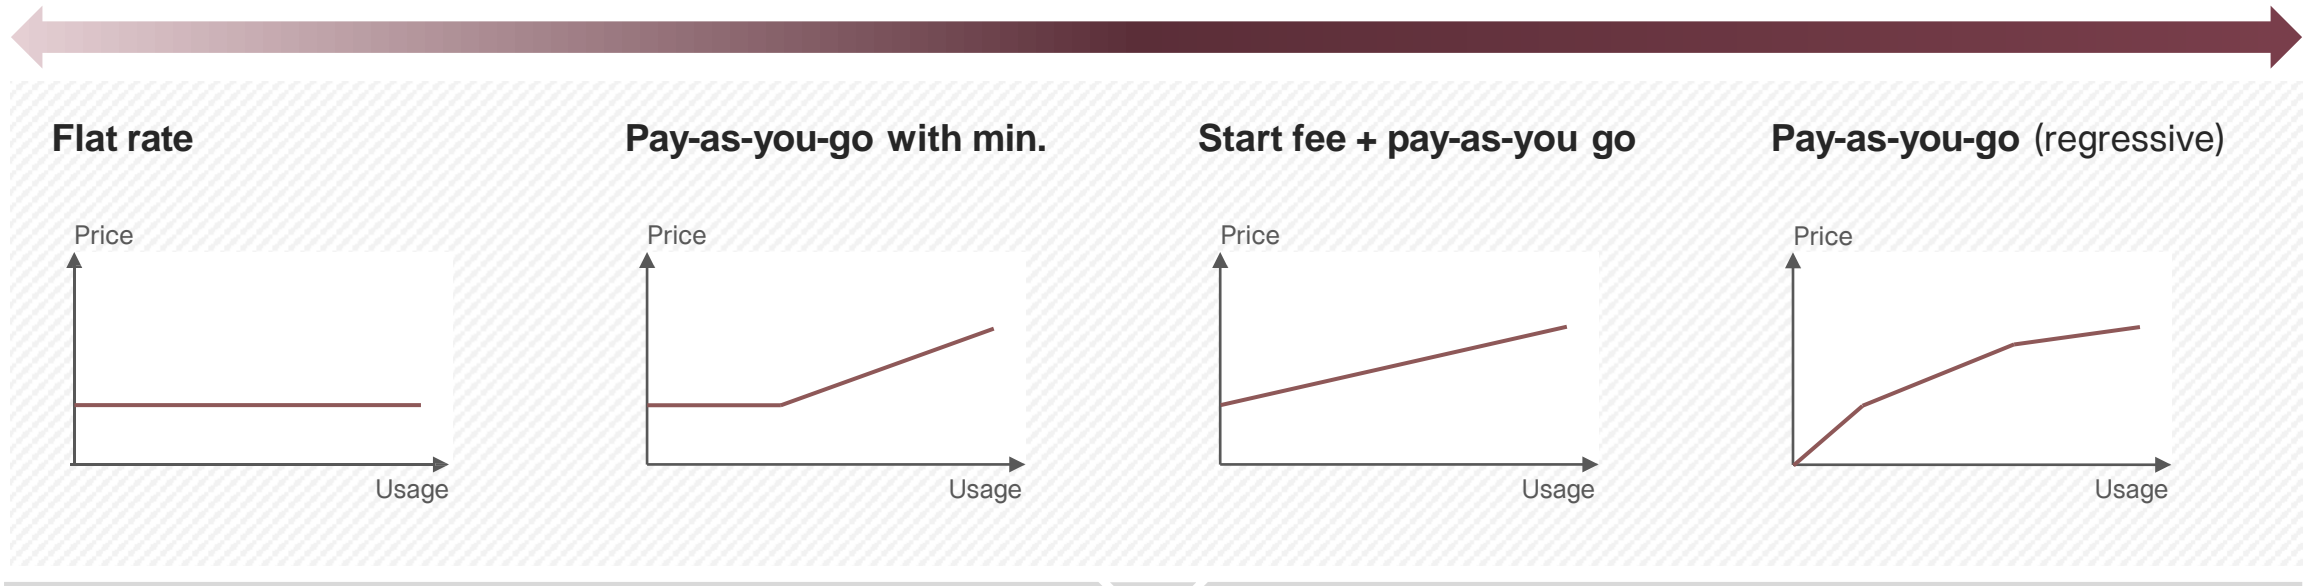 Flat rate
Pay-as-you-go with min.
Start fee + pay-as-you go
Pay-as-you-go (regressive)
Price
Usage
Price
Usage
Price
Usage
Price
Usage